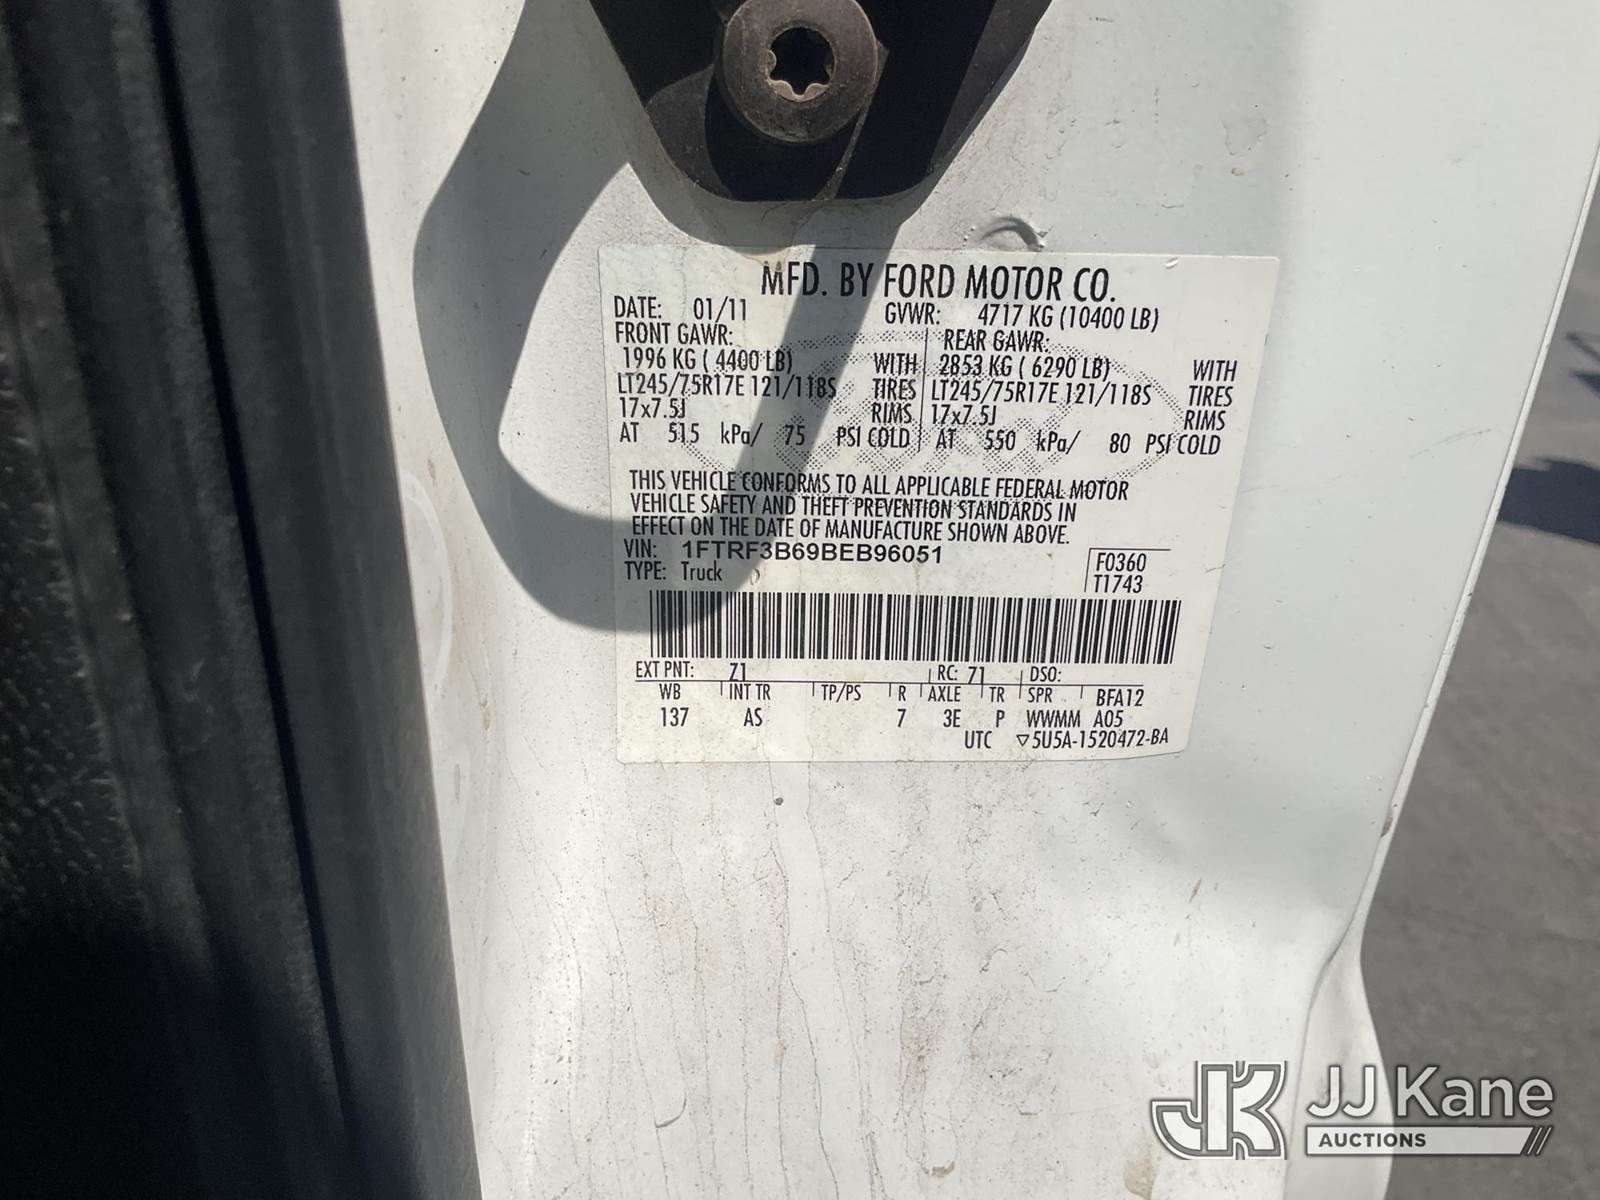 MFD. BY FORD MOTOR CO.
DATE: 01/11 GVWR: 4717 KG (10400 LB)
FRONT GAWR: REAR GAWR:
1996 KG ( 4400 LB) WITH 2853 KG ( 6290 LB) WITH
LT245/75R17E 121/118S TIRES LT245/75R17E 121/118S TIRES
17x7.5J RIMS 17x7.5J RIMS
AT 515 kPa/ 75 PSI COLD AT 550 kPa/ 80 PSI COLD
THIS VEHICLE CONFORMS TO ALL APPLICABLE FEDERAL MOTOR
VEHICLE SAFETY AND THEFT PREVENTION STANDARDS IN
EFFECT ON THE DATE OF MANUFACTURE SHOWN ABOVE.
VIN: 1FTRF3B69BEB96051 F0360
TYPE: Truck T1743
EXT PNT: Z1 RC: 71 DSO:
WB INT TR TP/PS R AXLE TR SPR BFA12
137 AS 7 3E P WWMM A05
UTC ▽5U5A-1520472-BA
JK JJ Kane
AUCTIONS